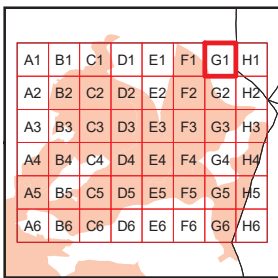 A1 B1 C1 D1 E1 F1 G1 H1
A2 B2 C2 D2 E2 F2 G2 H2
A3 B3 C3 D3 E3 F3 G3 H3
A4 B4 C4 D4 E4 F4 G4 H4
A5 B5 C5 D5 E5 F5 G5 H5
A6 B6 C6 D6 E6 F6 G6 H6